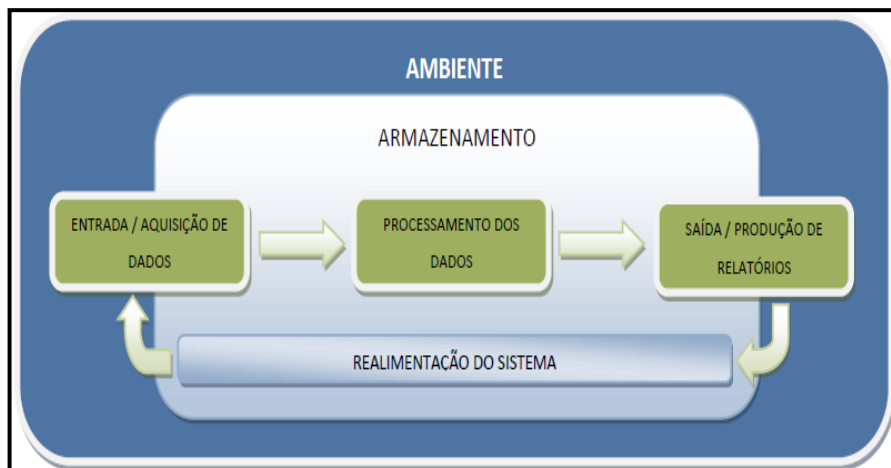 AMBIENTE
ARMAZENAMENTO
ENTRADA / AQUISIÇÃO DE
DADOS
PROCESSAMENTO DOS
DADOS
SAÍDA / PRODUÇÃO DE
RELATÓRIOS
REALIMENTAÇÃO DO SISTEMA